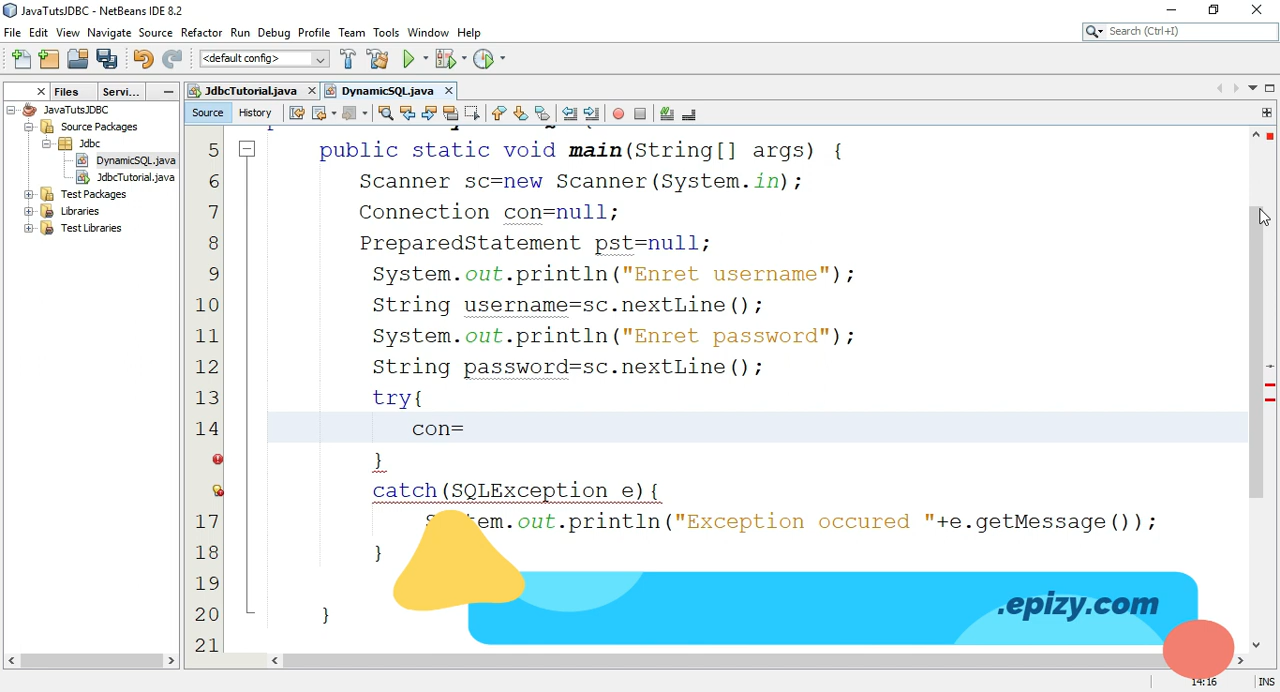 JavaTutsJDBC - NetBeans IDE 8.2
File Edit View Navigate Source Refactor Run Debug Profile Team Tools Window Help
Search (Ctrl+I)
<default config>
Files Servi...
JdbcTutorial.java DynamicSQL.java
Source History
JavaTutsJDBC
Source Packages
Jdbc
DynamicSQL.java
JdbcTutorial.java
Test Packages
Libraries
Test Libraries
5 public static void main(String[] args) {
6 Scanner sc=new Scanner(System.in);
7 Connection con=null;
8 PreparedStatement pst=null;
9 System.out.println("Enret username");
10 String username=sc.nextLine();
11 System.out.println("Enret password");
12 String password=sc.nextLine();
13 try{
14 con=
}
catch(SQLException e){
17 System.out.println("Exception occured "+e.getMessage());
18 }
19
20 }
21
.epizy.com
14:16 INS